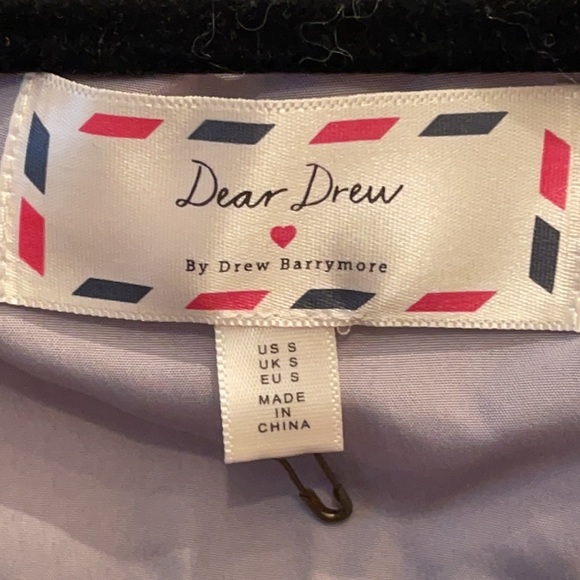 Dear Drew
By Drew Barrymore
US S
UK S
EU S
MADE
IN
CHINA